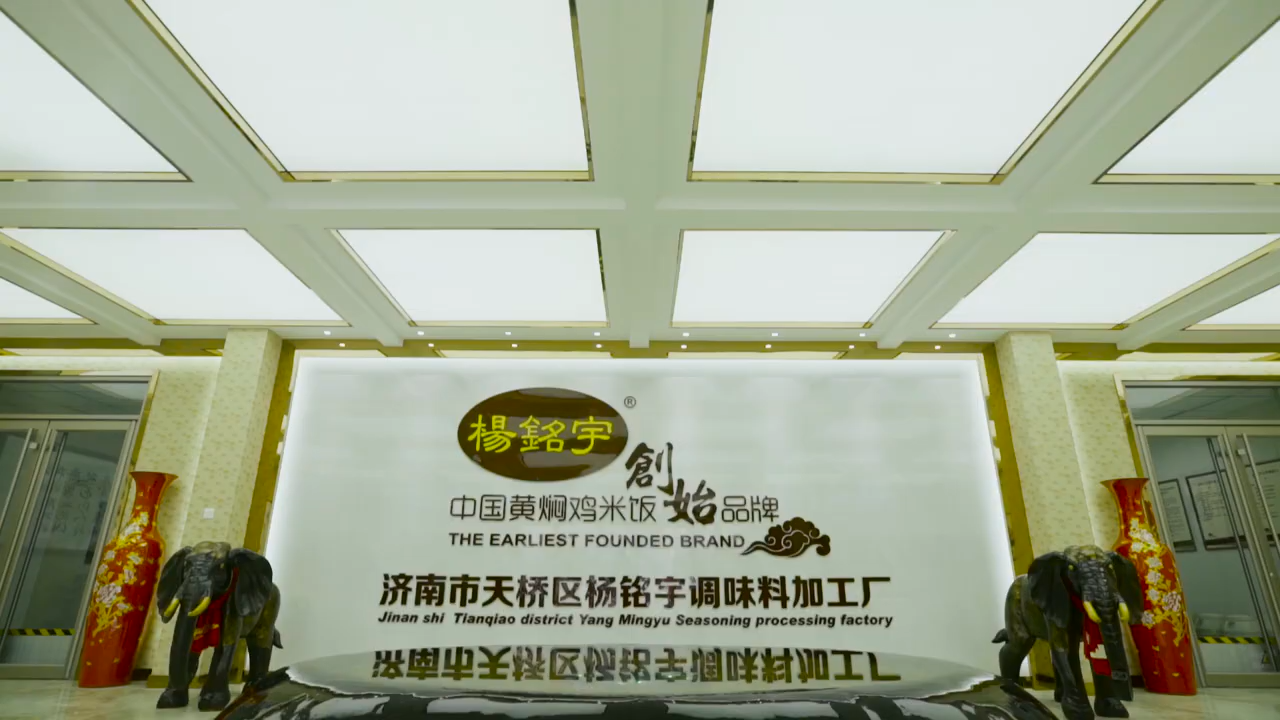 楊銘宇®
中国黄焖鸡米饭創始品牌
THE EARLIEST FOUNDED BRAND
济南市天桥区杨铭宇调味料加工厂
Jinan shi Tianqiao district Yang Mingyu Seasoning processing factory